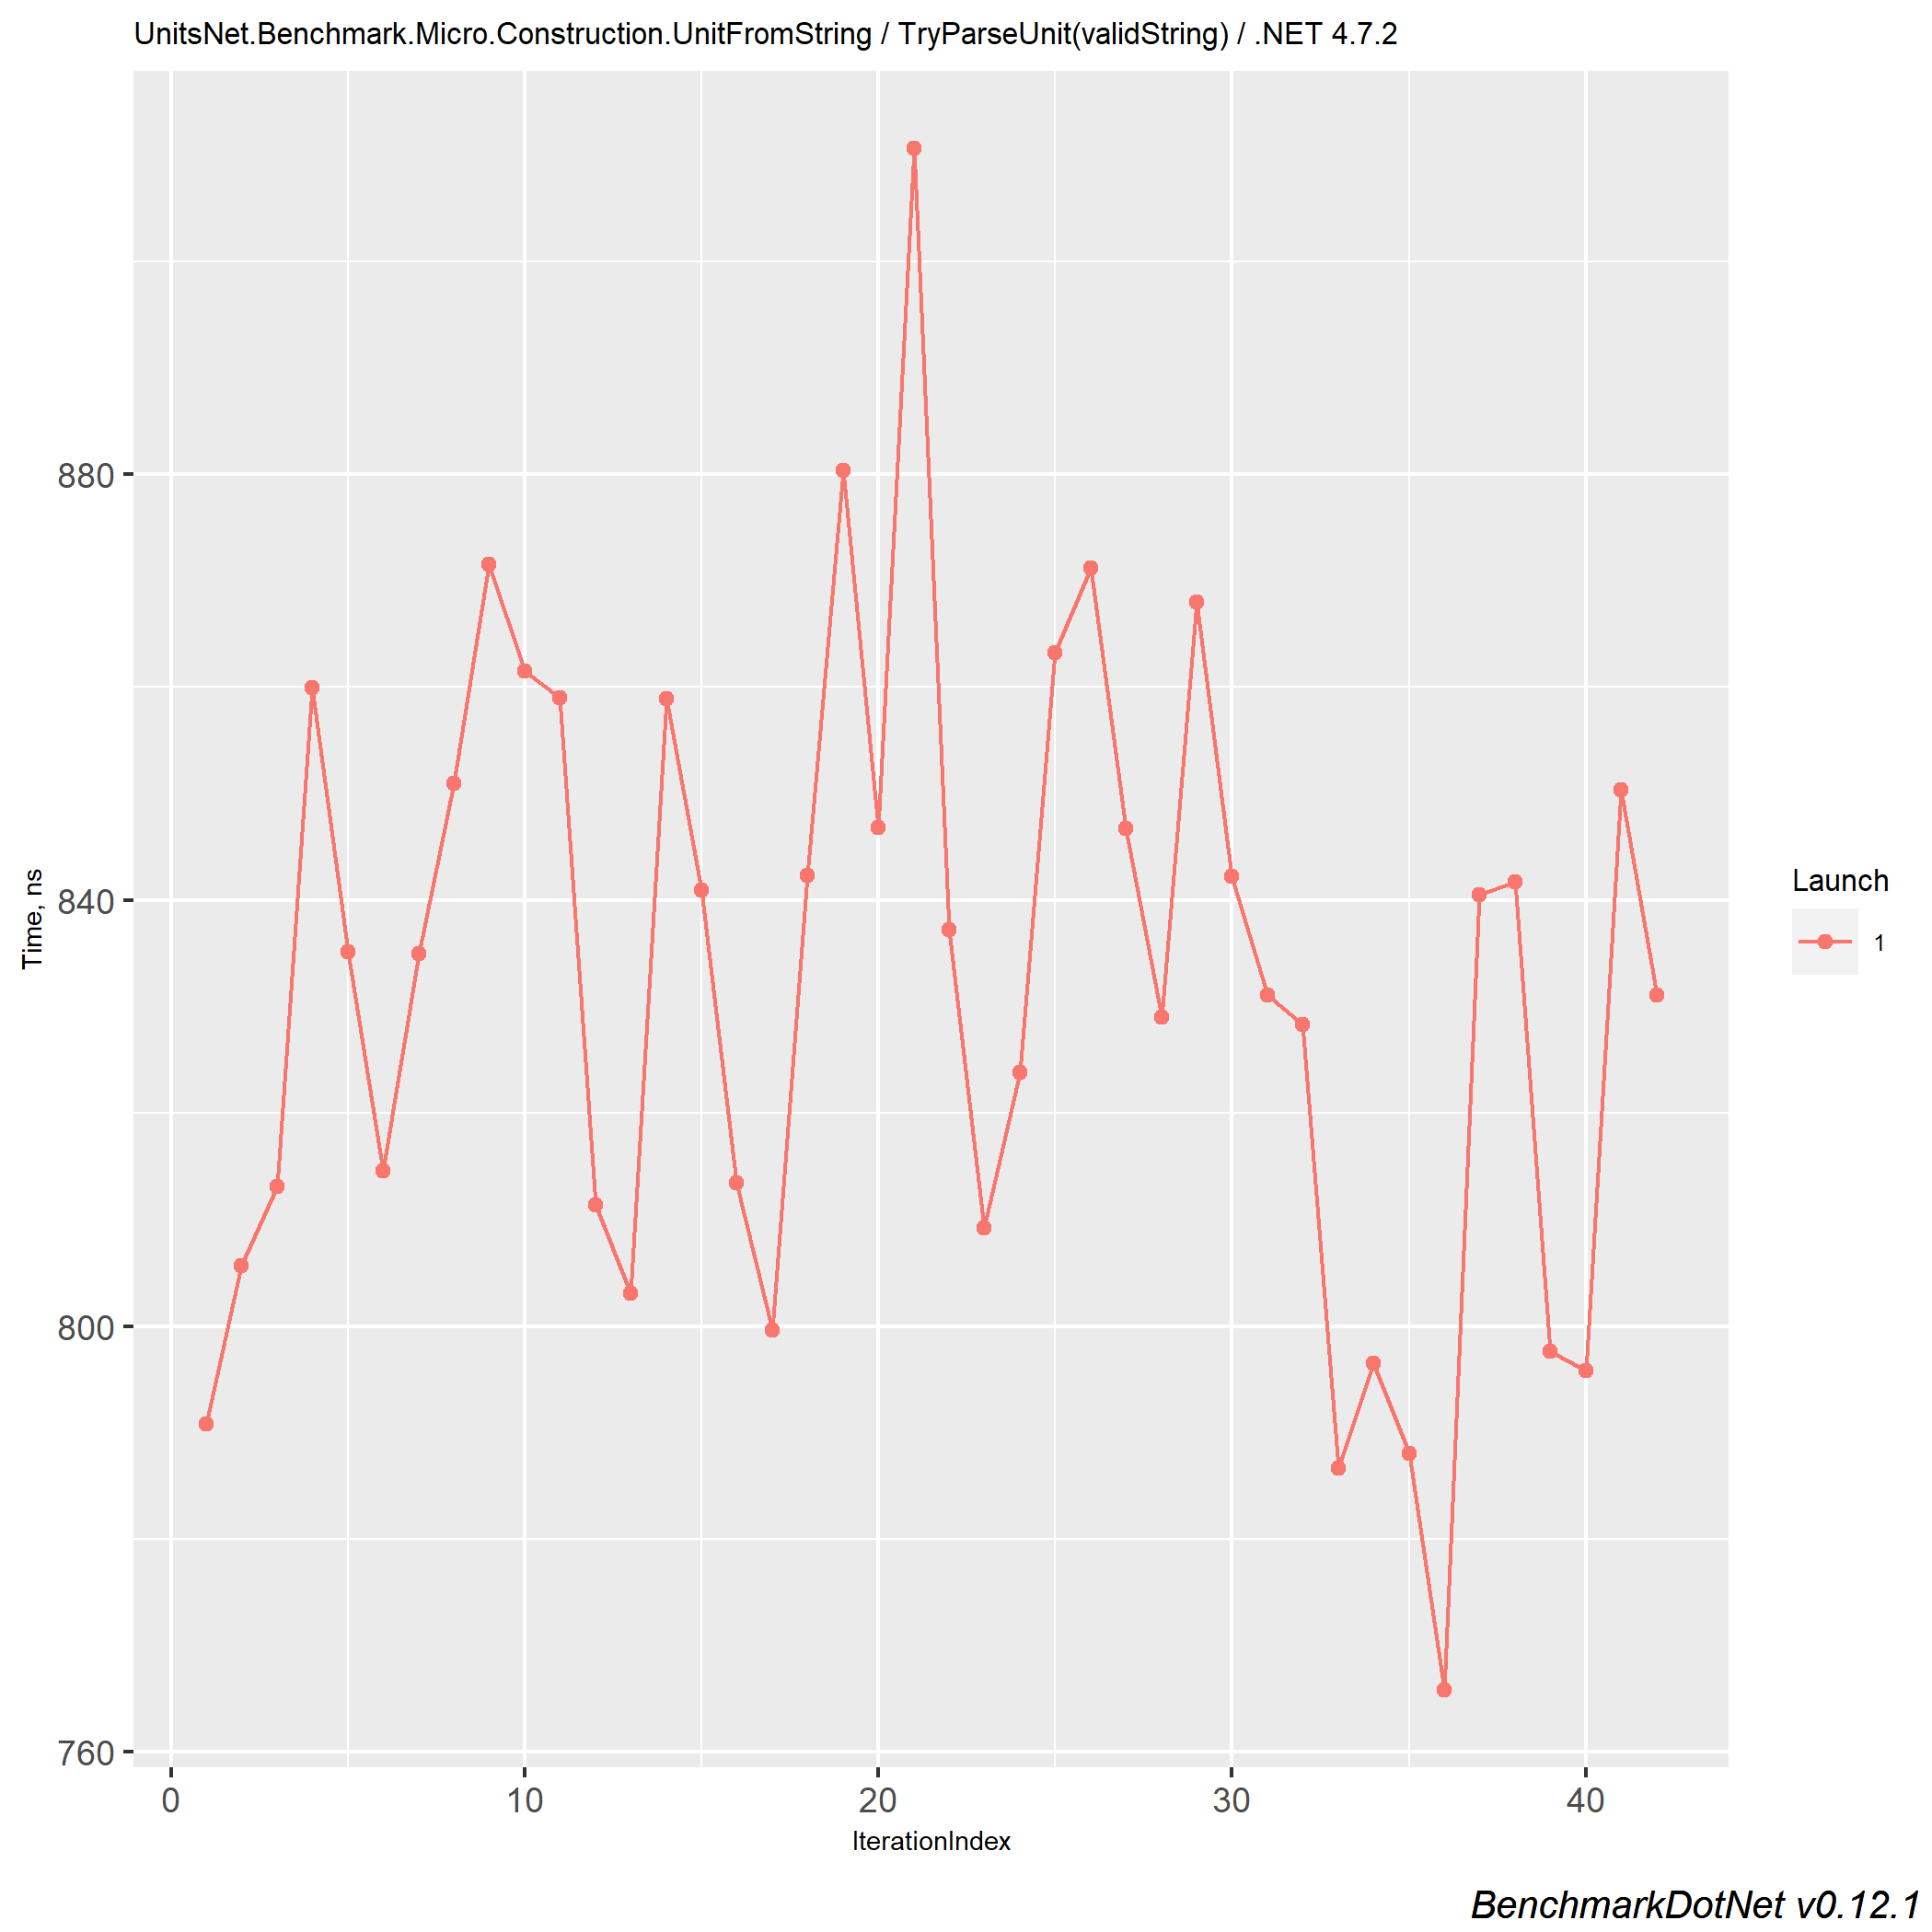 UnitsNet.Benchmark.Micro.Construction.UnitFromString / TryParseUnit(validString) / .NET 4.7.2
Time, ns
880
840
800
760
0 10 20 30 40
IterationIndex
Launch
1
BenchmarkDotNet v0.12.1